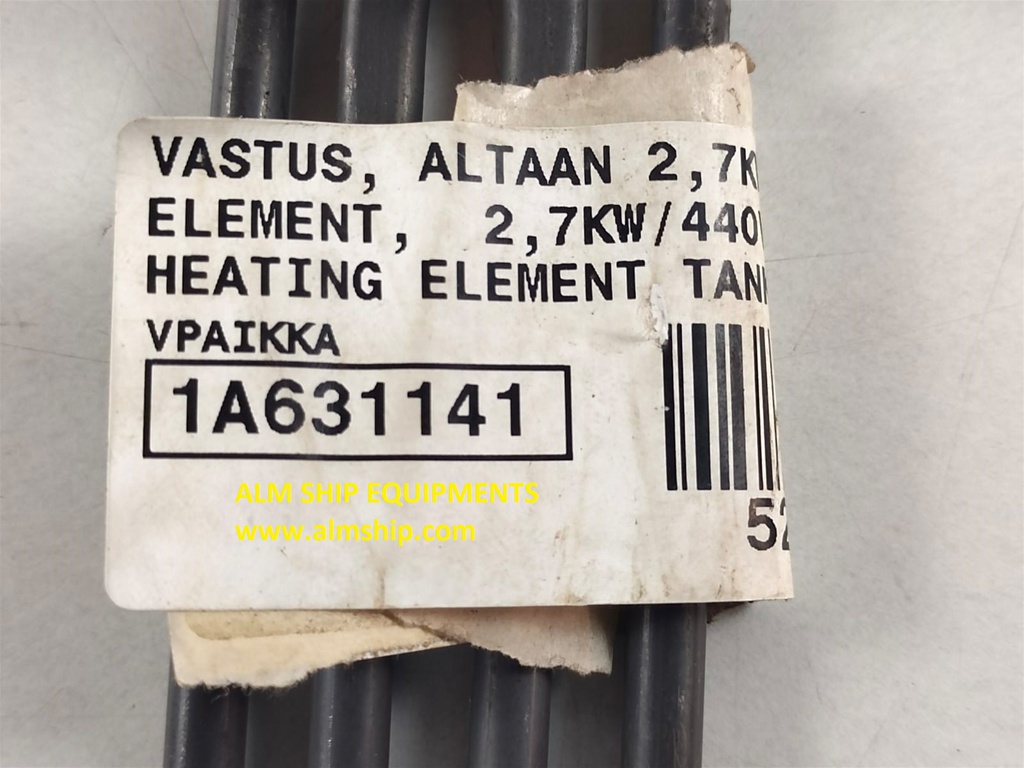 VASTUS, ALTAAN 2,7K
ELEMENT, 2,7KW/440
HEATING ELEMENT TAN
VPAIKKA
1A631141
ALM SHIP EQUIPMENTS
www.almship.com
52